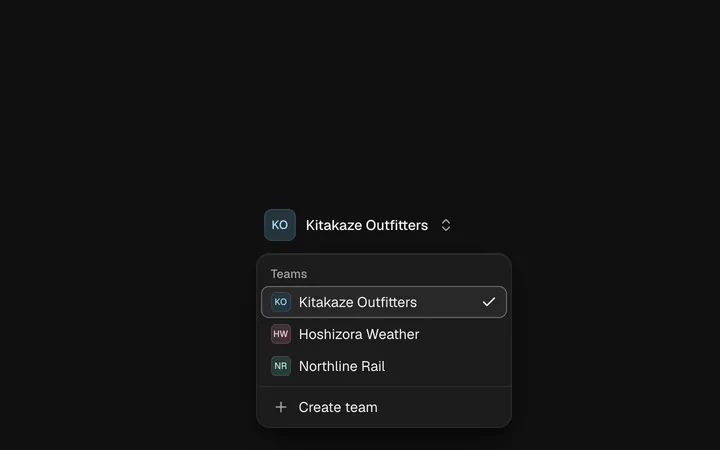 KO Kitakaze Outfitters
Teams
KO Kitakaze Outfitters
HW Hoshizora Weather
NR Northline Rail
Create team